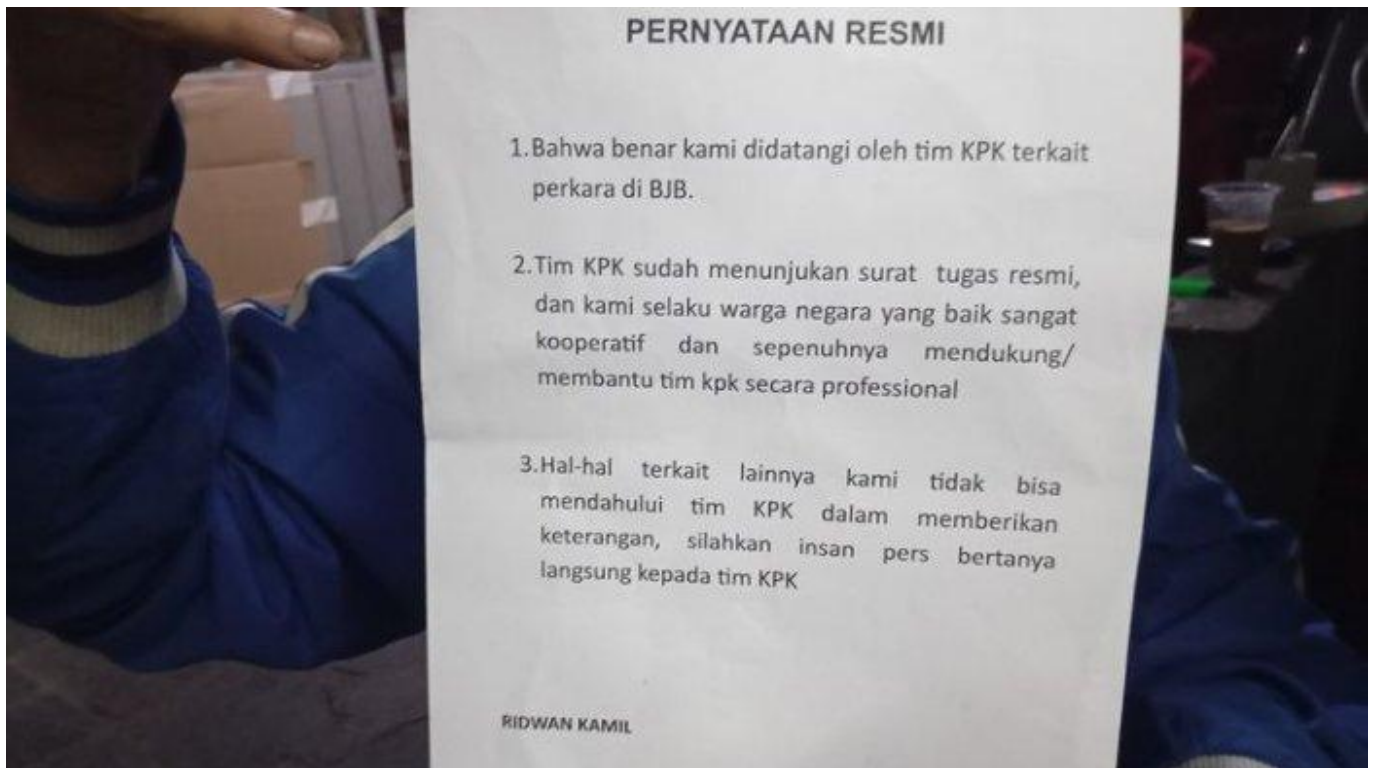 PERNYATAAN RESMI
1.Bahwa benar kami didatangi oleh tim KPK terkait
perkara di BJB.
2.Tim KPK sudah menunjukan surat tugas resmi,
dan kami selaku warga negara yang baik sangat
kooperatif dan sepenuhnya mendukung/
membantu tim kpk secara professional
3.Hal-hal terkait lainnya kami tidak bisa
mendahului tim KPK dalam memberikan
keterangan, silahkan insan pers bertanya
langsung kepada tim KPK
RIDWAN KAMIL